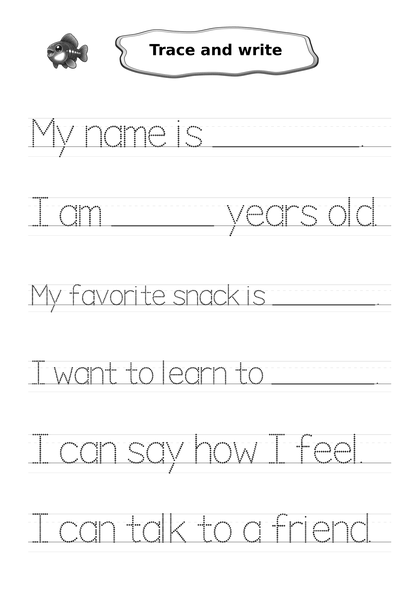 Trace and write
My name is ___________.
I am ________ years old.
My favorite snack is ________.
I want to learn to ________.
I can say how I feel.
I can talk to a friend.